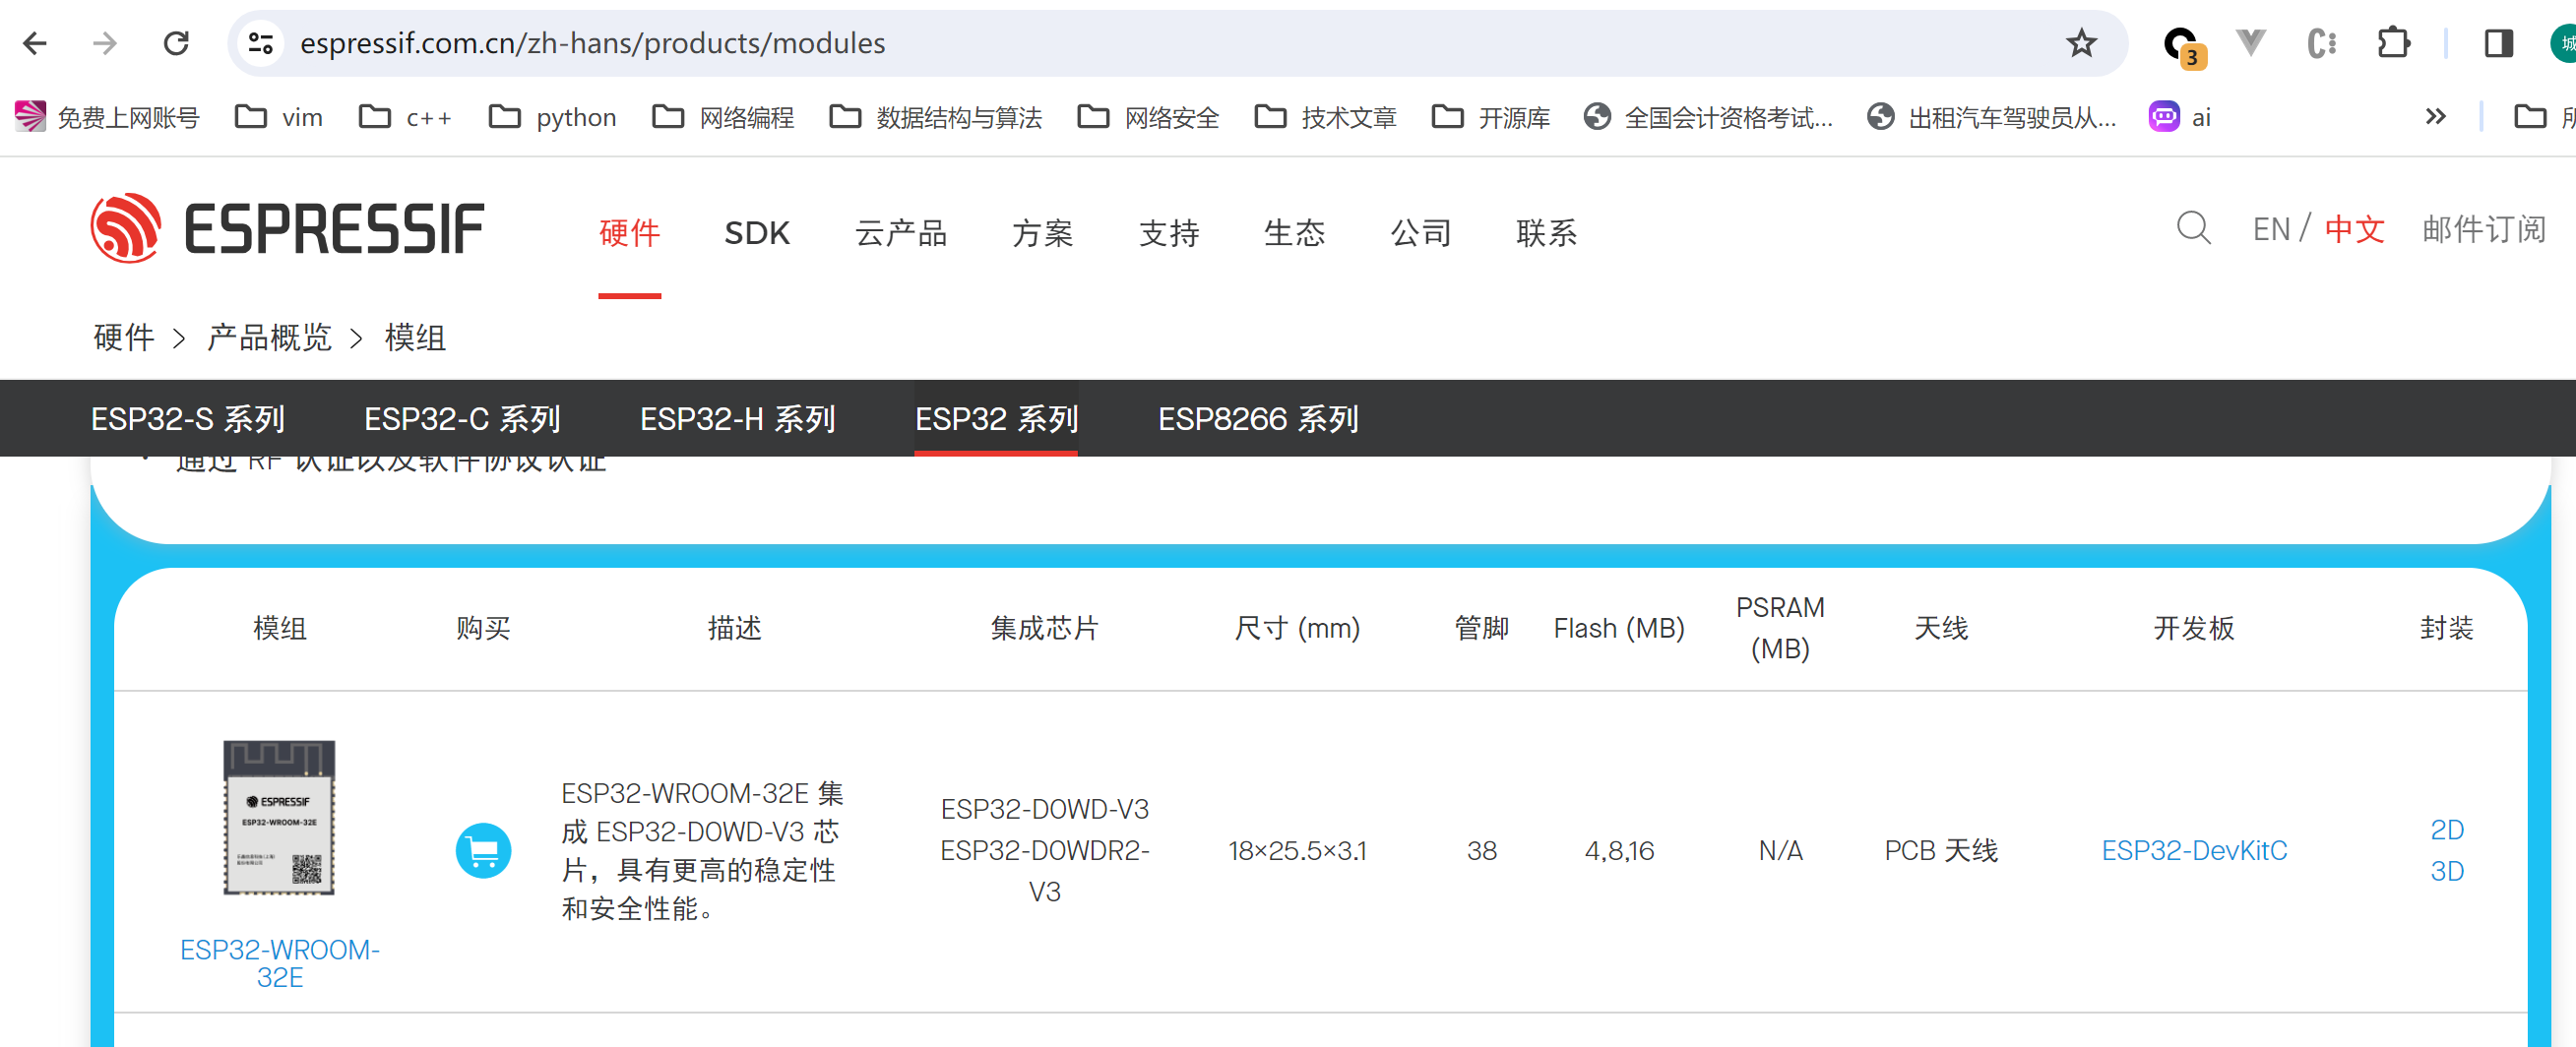 espressif.com.cn/zh-hans/products/modules
3
城
免费上网账号 vim c++ python 网络编程 数据结构与算法 网络安全 技术文章 开源库 全国会计资格考试... 出租汽车驾驶员从... ai
ESPRESSIF 硬件 SDK 云产品 方案 支持 生态 公司 联系 EN / 中文 邮件订阅
硬件 > 产品概览 > 模组
ESP32-S 系列 ESP32-C 系列 ESP32-H 系列 ESP32 系列 ESP8266 系列
· 通过 RF 认证以及软件协议认证
模组 购买 描述 集成芯片 尺寸 (mm) 管脚 Flash (MB) PSRAM (MB) 天线 开发板 封装
ESPRESSIF
ESP32-WROOM-32E
ESP32-WROOM-
32E
ESP32-WROOM-32E 集
成 ESP32-D0WD-V3 芯
片，具有更高的稳定性
和安全性能。
ESP32-D0WD-V3
ESP32-D0WDR2-
V3
18×25.5×3.1
38
4,8,16
N/A
PCB 天线
ESP32-DevKitC
2D
3D